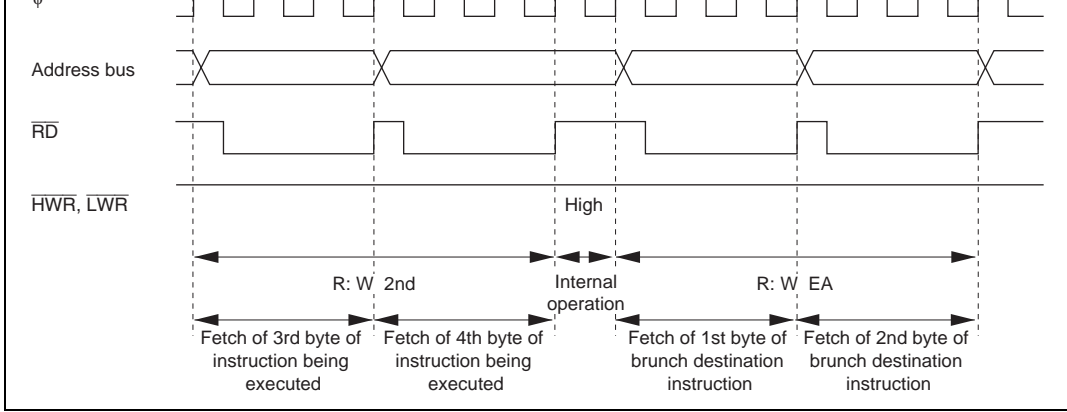 φ
Address bus
RD
HWR, LWR
High
R: W 2nd
Internal
operation
R: W EA
Fetch of 3rd byte of
instruction being
executed
Fetch of 4th byte of
instruction being
executed
Fetch of 1st byte of
brunch destination
instruction
Fetch of 2nd byte of
brunch destination
instruction